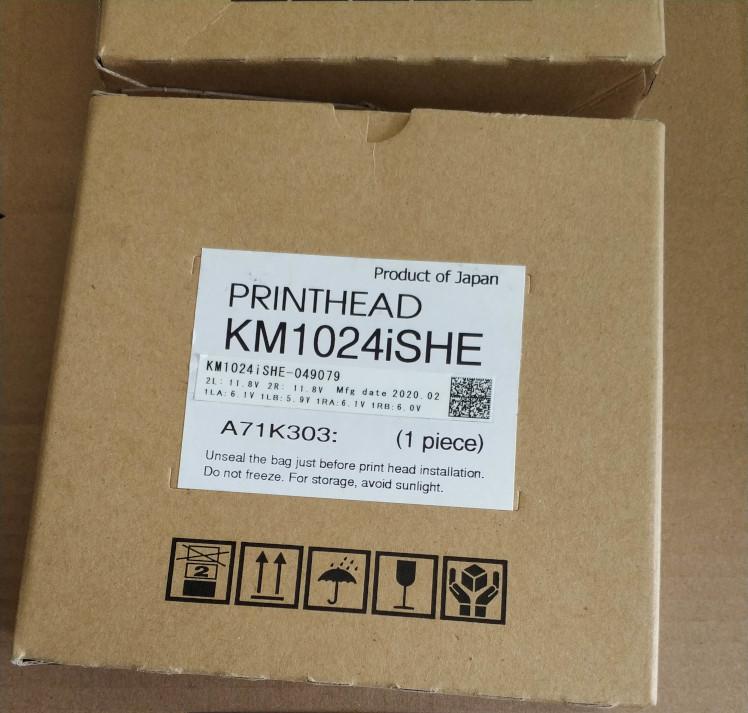 Product of Japan
PRINTHEAD
KM1024iSHE
KM1024iSHE-049079
2L: 11.8V 2R: 11.8V Mfg date 2020.02
1LA:6.1V 1LB:5.9V 1RA:6.1V 1RB:6.0V
A71K303: (1 piece)
Unseal the bag just before print head installation.
Do not freeze. For storage, avoid sunlight.
2